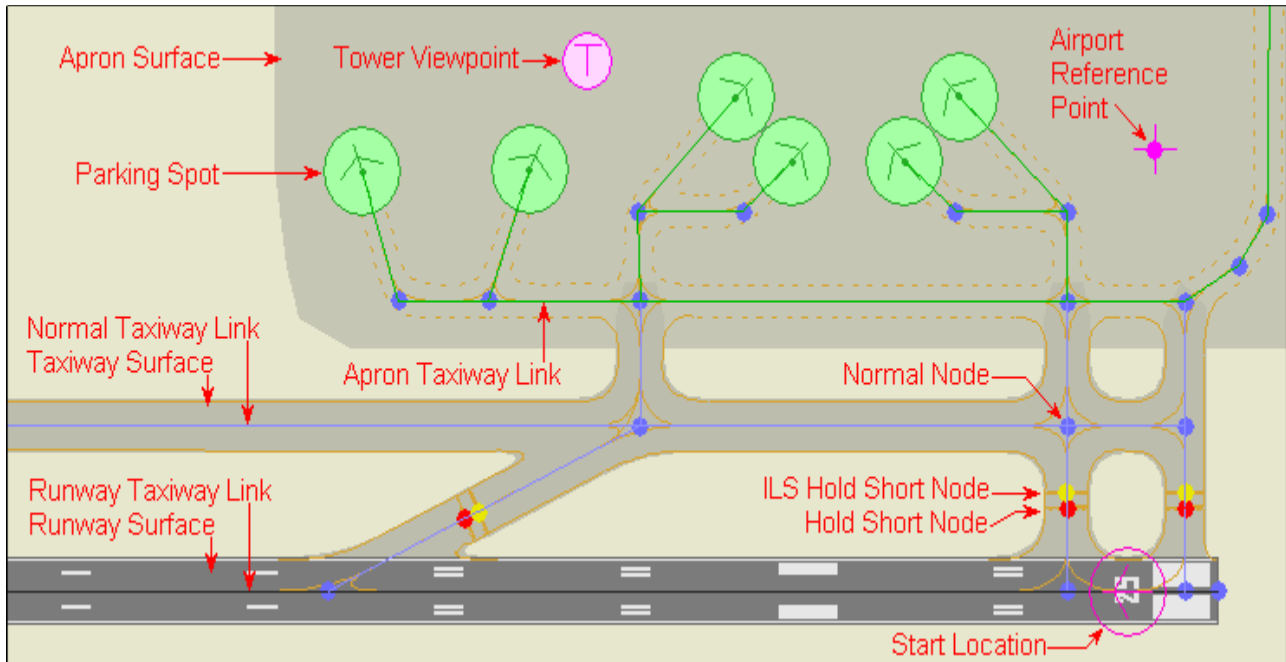 Apron Surface
Tower Viewpoint
T
Airport
Reference
Point
Parking Spot
Normal Taxiway Link
Taxiway Surface
Apron Taxiway Link
Normal Node
Runway Taxiway Link
Runway Surface
ILS Hold Short Node
Hold Short Node
25
Start Location